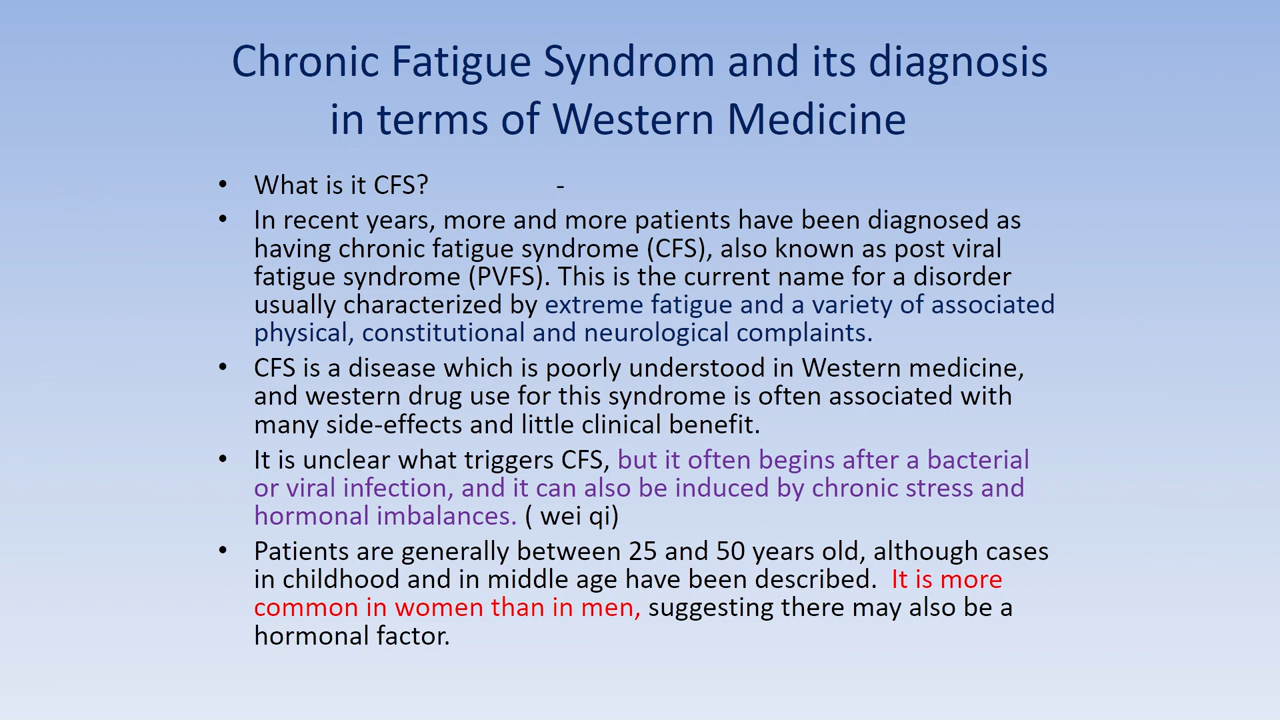 Chronic Fatigue Syndrom and its diagnosis
in terms of Western Medicine
• What is it CFS? -
• In recent years, more and more patients have been diagnosed as
having chronic fatigue syndrome (CFS), also known as post viral
fatigue syndrome (PVFS). This is the current name for a disorder
usually characterized by extreme fatigue and a variety of associated
physical, constitutional and neurological complaints.
• CFS is a disease which is poorly understood in Western medicine,
and western drug use for this syndrome is often associated with
many side-effects and little clinical benefit.
• It is unclear what triggers CFS, but it often begins after a bacterial
or viral infection, and it can also be induced by chronic stress and
hormonal imbalances. ( wei qi)
• Patients are generally between 25 and 50 years old, although cases
in childhood and in middle age have been described. It is more
common in women than in men, suggesting there may also be a
hormonal factor.